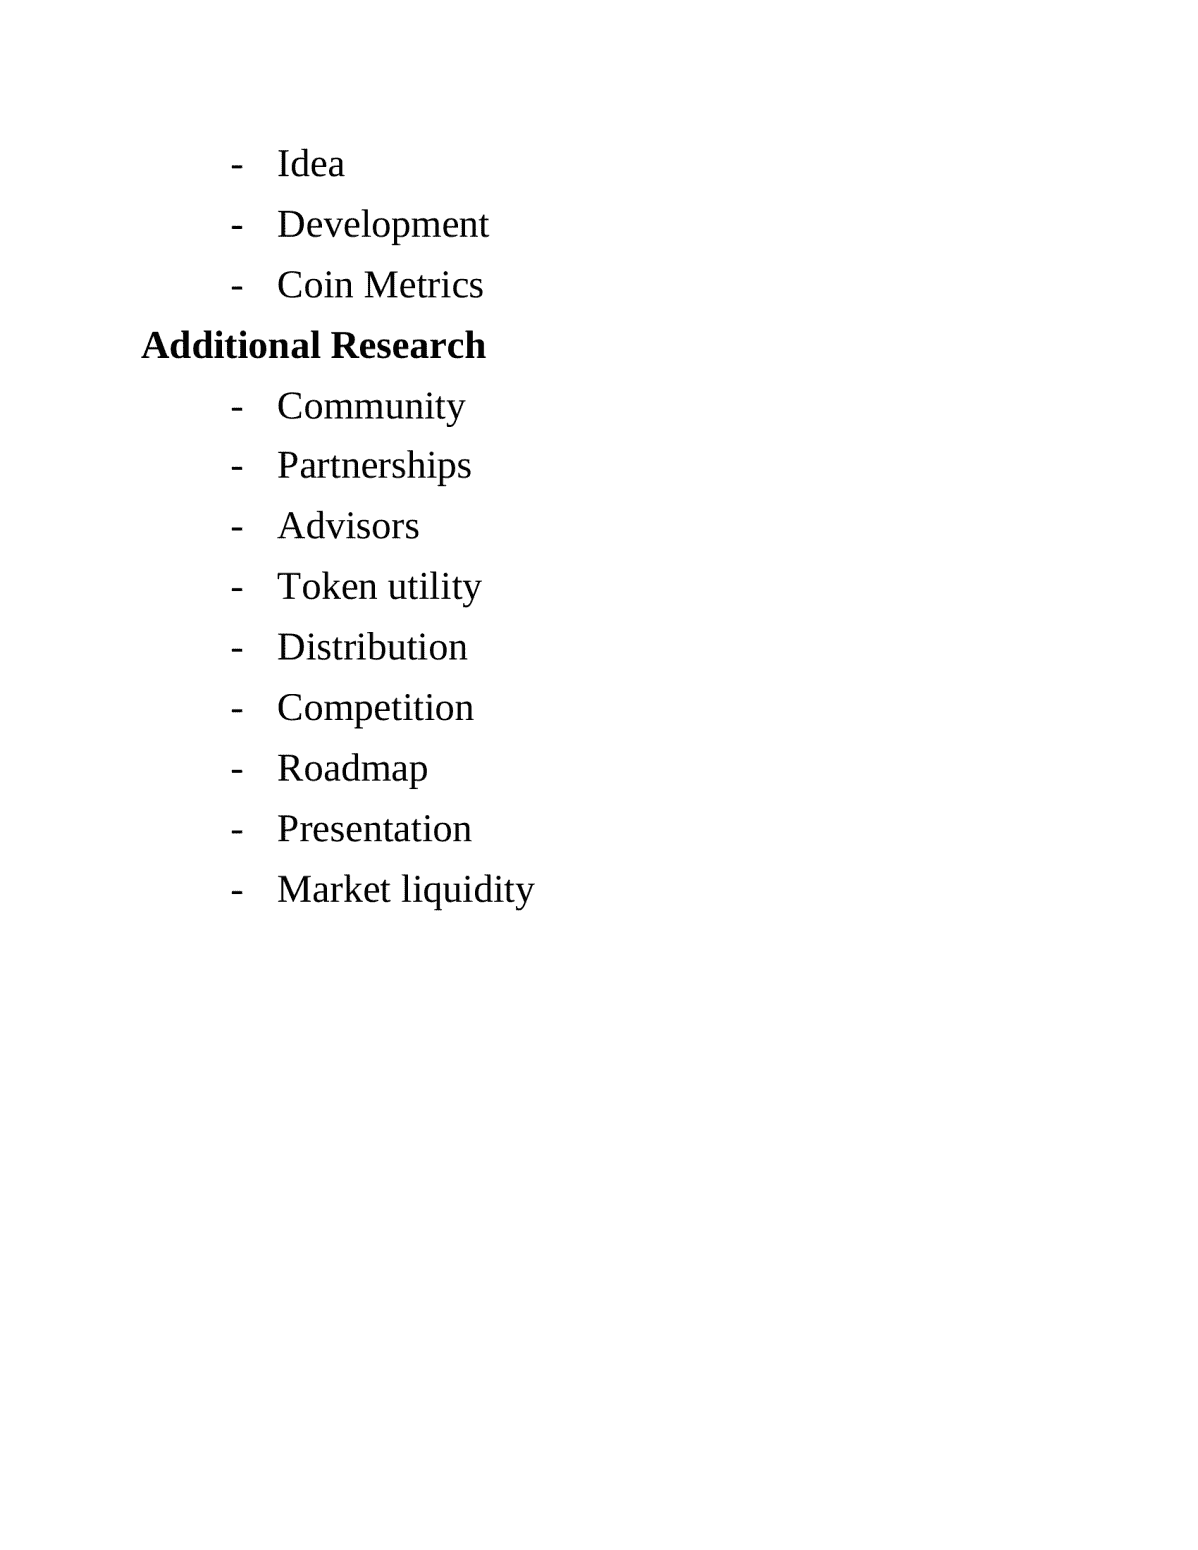 - Idea
- Development
- Coin Metrics
Additional Research
- Community
- Partnerships
- Advisors
- Token utility
- Distribution
- Competition
- Roadmap
- Presentation
- Market liquidity